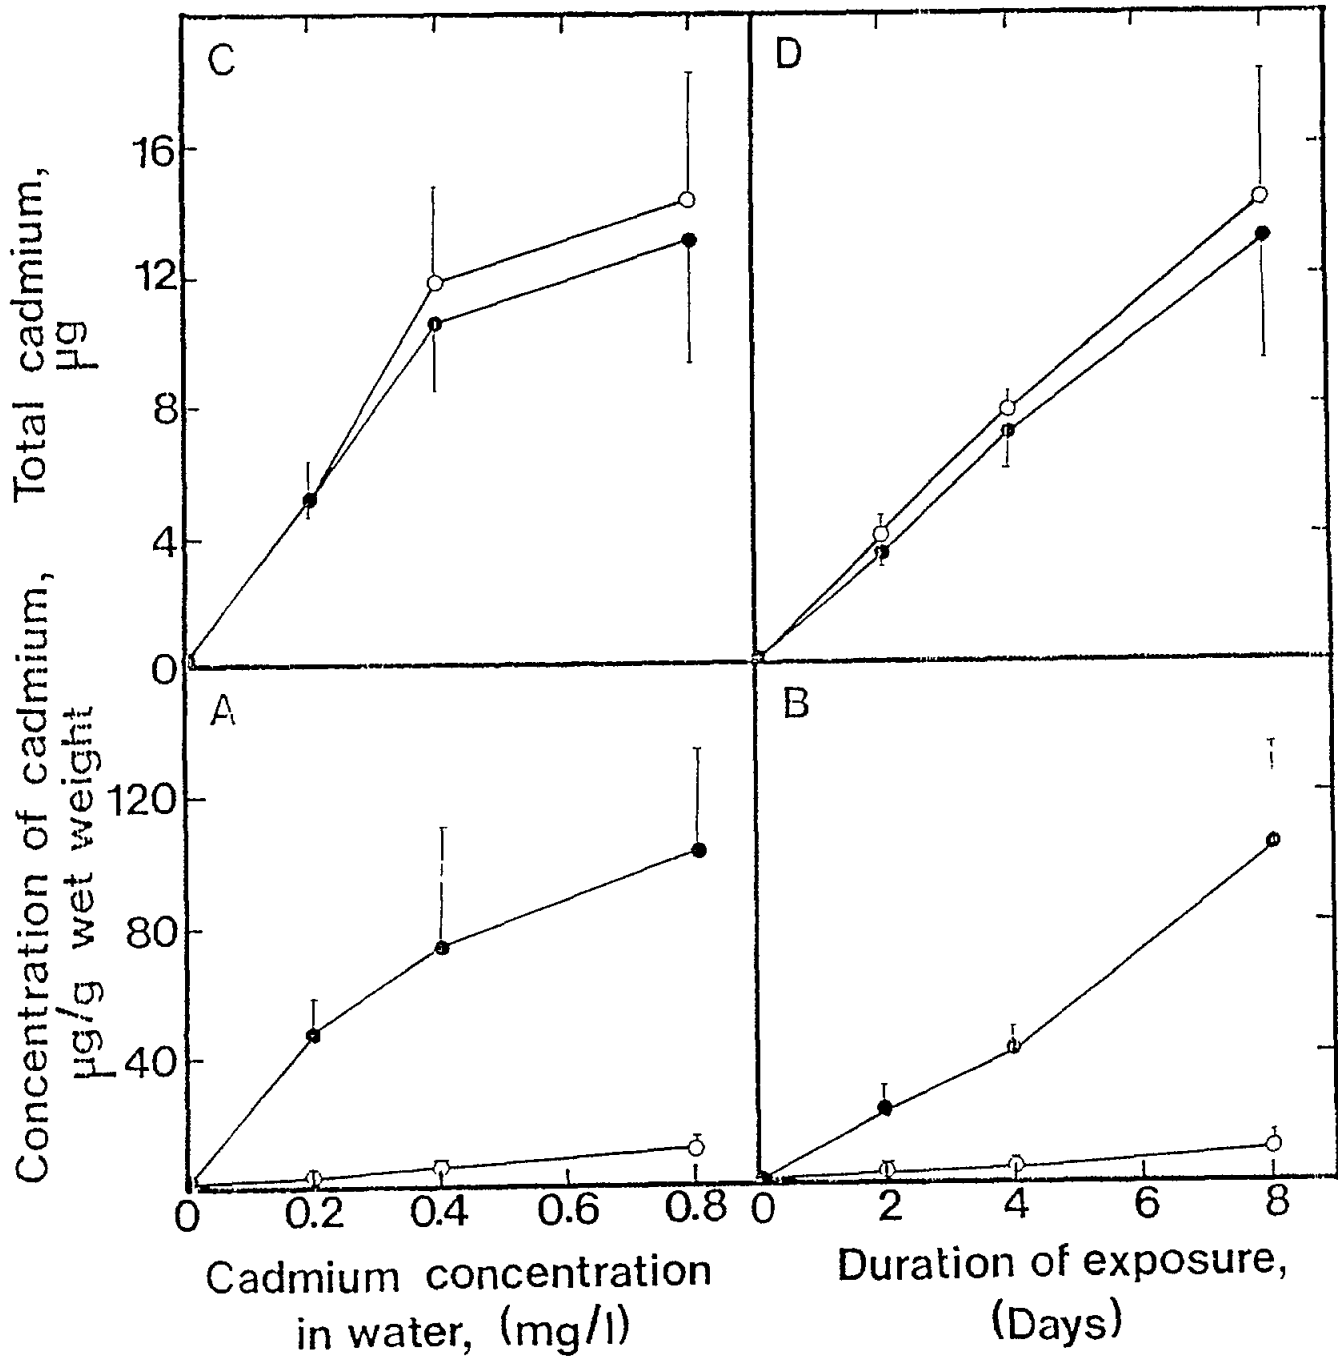 C
D
16
12
8
4
0
Total cadmium,
µg
A
B
120
80
40
Concentration of cadmium,
µg/g wet weight
0 0.2 0.4 0.6 0.8 0 2 4 6 8
Cadmium concentration
in water, (mg/l)
Duration of exposure,
(Days)